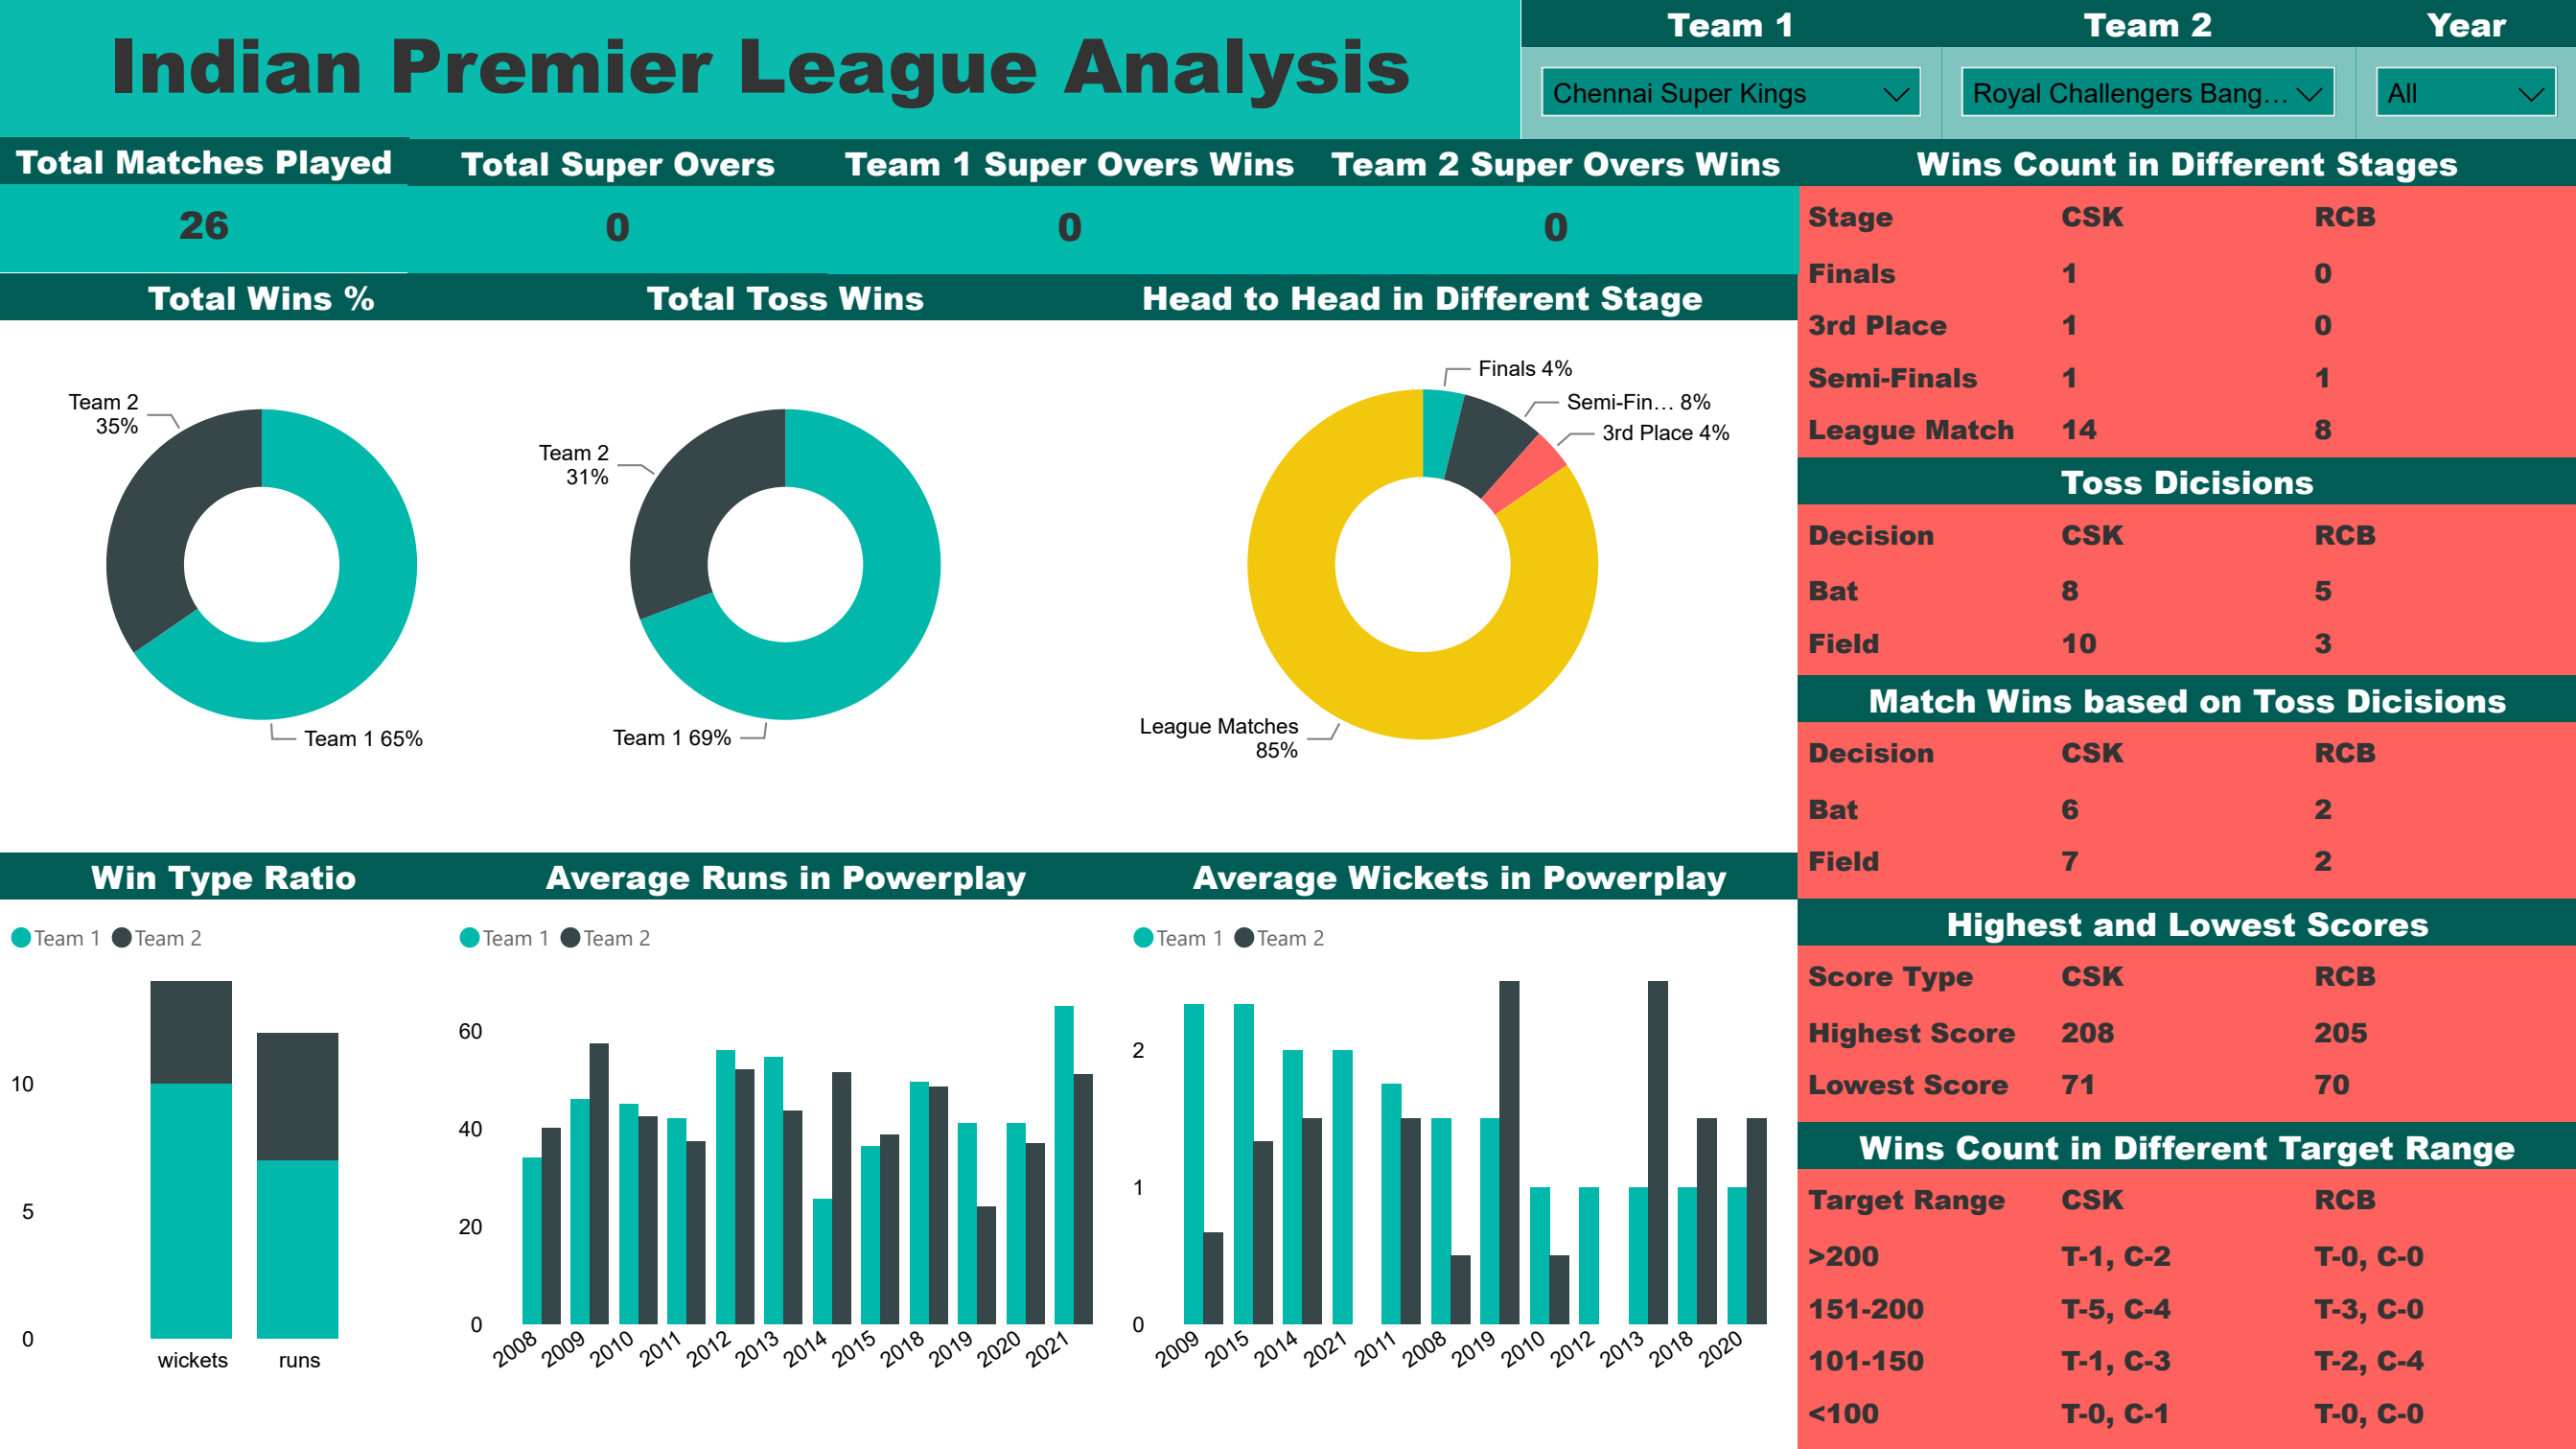 Indian Premier League Analysis
Team 1
Team 2
Year
Chennai Super Kings
Royal Challengers Bang...
All
Total Matches Played
Total Super Overs
Team 1 Super Overs Wins
Team 2 Super Overs Wins
26
0
0
0
Total Wins %
Total Toss Wins
Head to Head in Different Stage
Team 2
35%
Team 1 65%
Team 2
31%
Team 1 69%
Finals 4%
Semi-Fin... 8%
3rd Place 4%
League Matches
85%
Win Type Ratio
Average Runs in Powerplay
Average Wickets in Powerplay
Team 1 Team 2
10
5
0
wickets runs
Team 1 Team 2
60
40
20
0
2008 2009 2010 2011 2012 2013 2014 2015 2018 2019 2020 2021
Team 1 Team 2
2
1
0
2009 2015 2014 2021 2011 2008 2019 2010 2012 2013 2018 2020
Wins Count in Different Stages
Stage CSK RCB
Finals 1 0
3rd Place 1 0
Semi-Finals 1 1
League Match 14 8
Toss Dicisions
Decision CSK RCB
Bat 8 5
Field 10 3
Match Wins based on Toss Dicisions
Decision CSK RCB
Bat 6 2
Field 7 2
Highest and Lowest Scores
Score Type CSK RCB
Highest Score 208 205
Lowest Score 71 70
Wins Count in Different Target Range
Target Range CSK RCB
>200 T-1, C-2 T-0, C-0
151-200 T-5, C-4 T-3, C-0
101-150 T-1, C-3 T-2, C-4
<100 T-0, C-1 T-0, C-0